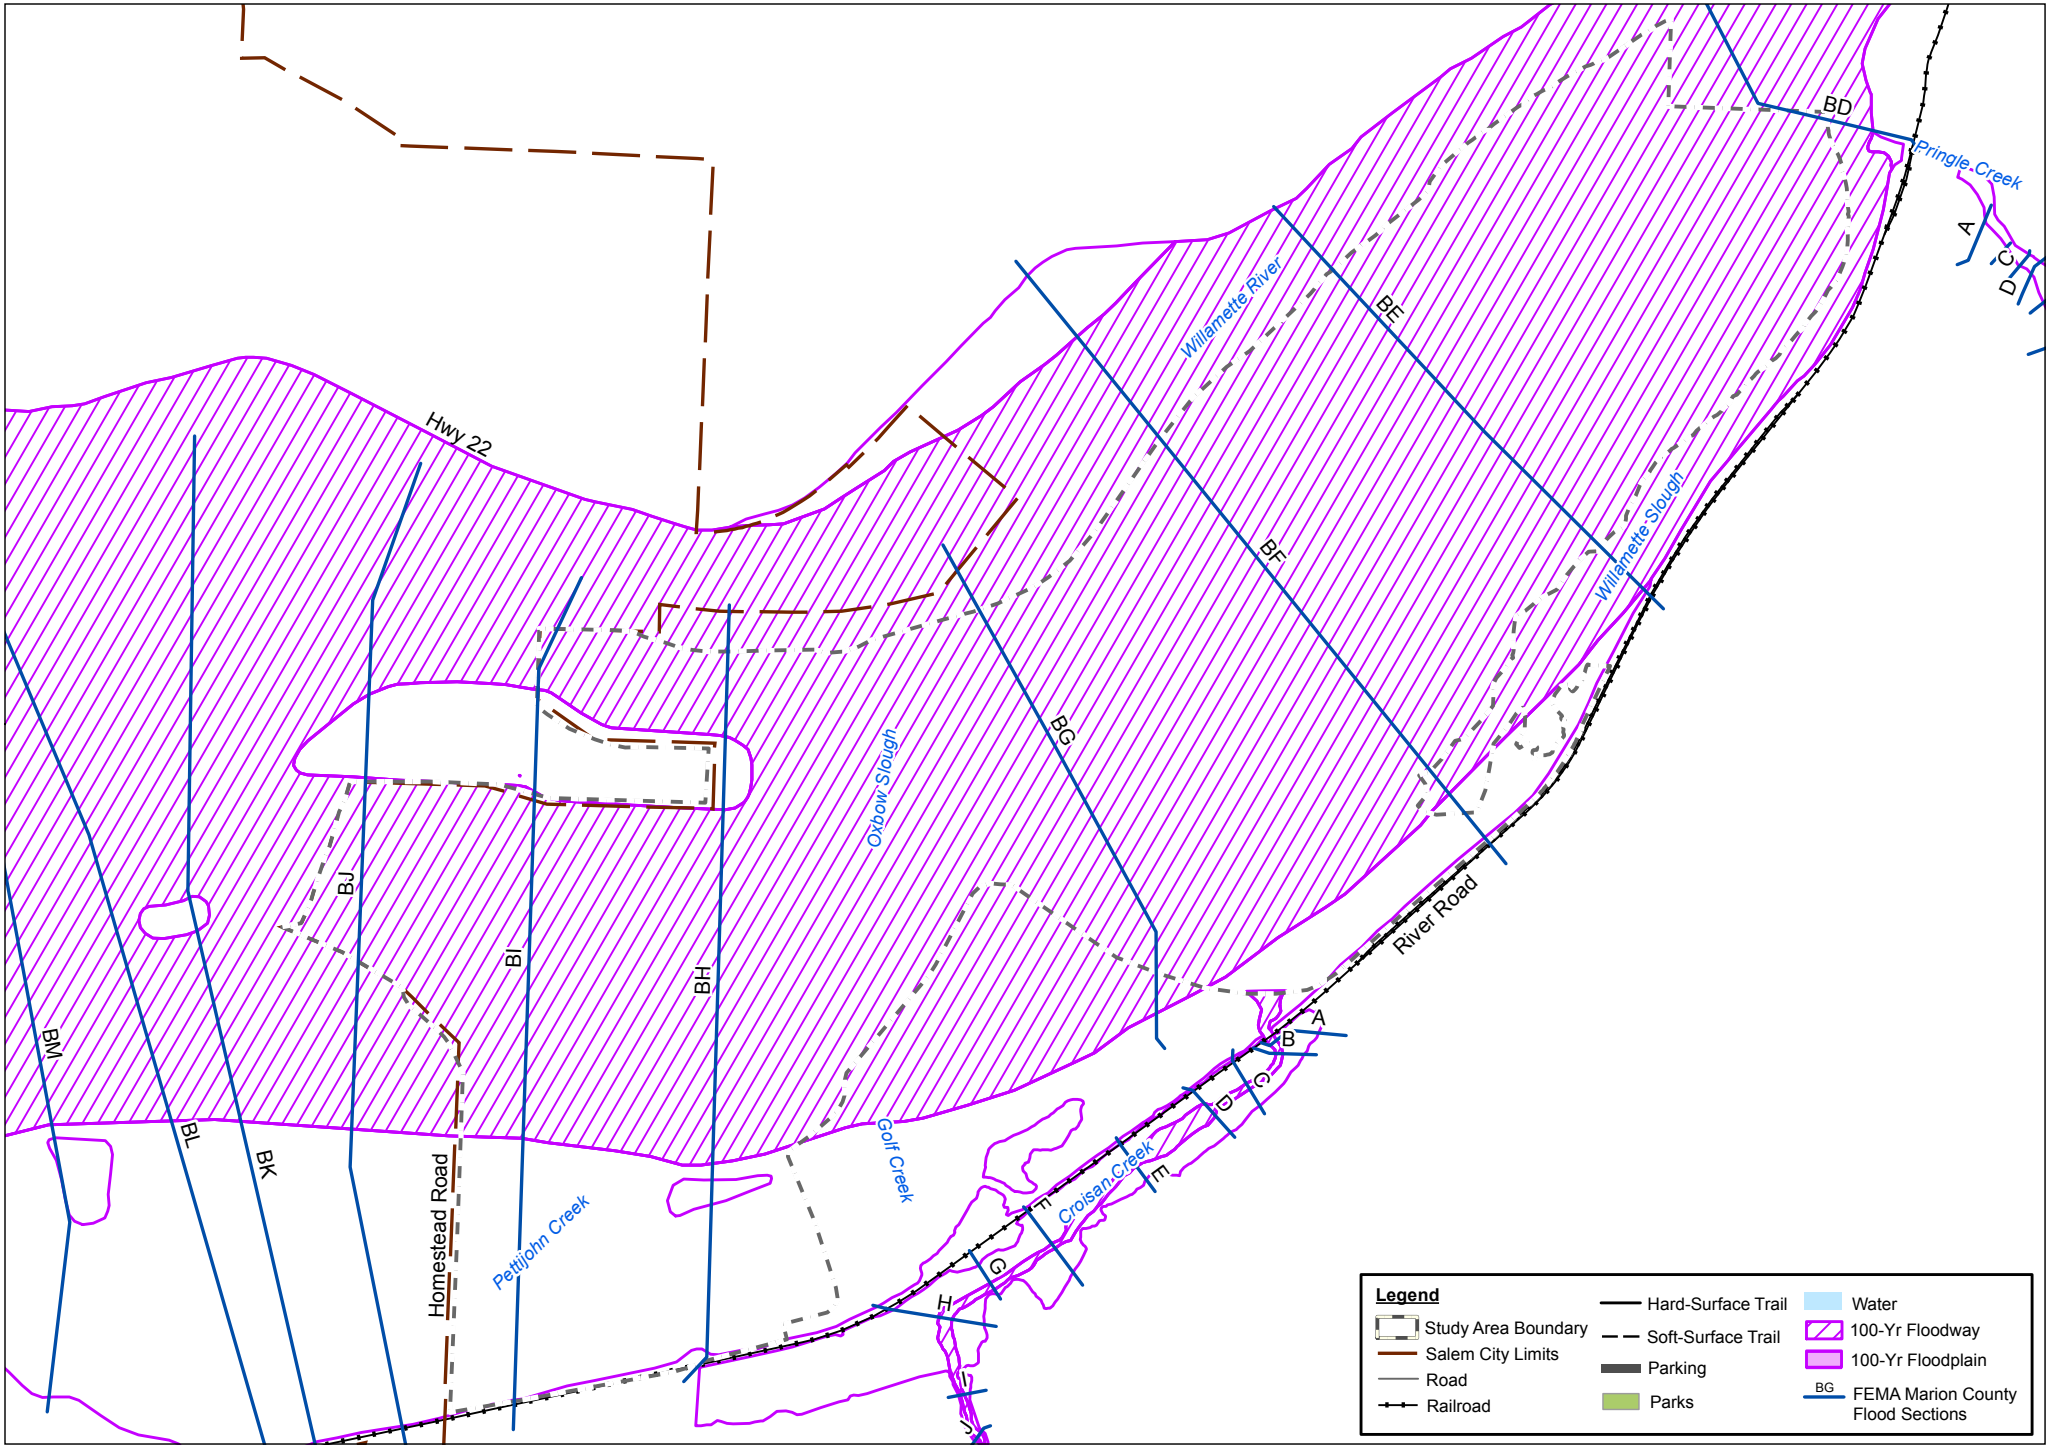 BD
Pringle Creek
A
C
D
Willamette River
BE
Hwy 22
Willamette Slough
BF
BG
Oxbow Slough
BJ
BI
BH
River Road
BM
BL
BK
A
B
C
D
E
Croisan Creek
F
G
H
I
J
Golf Creek
Homestead Road
Pettijohn Creek
Legend
Study Area Boundary
Salem City Limits
Road
Railroad
Hard-Surface Trail
Soft-Surface Trail
Parking
Parks
Water
100-Yr Floodway
100-Yr Floodplain
BG
FEMA Marion County
Flood Sections